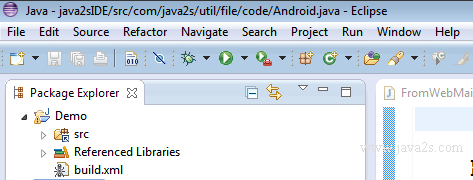 Java - java2sIDE/src/com/java2s/util/file/code/Android.java - Eclipse
File Edit Source Refactor Navigate Search Project Run Window Help
Package Explorer
FromWebMai
Demo
src
www.java2s.com
Referenced Libraries
build.xml